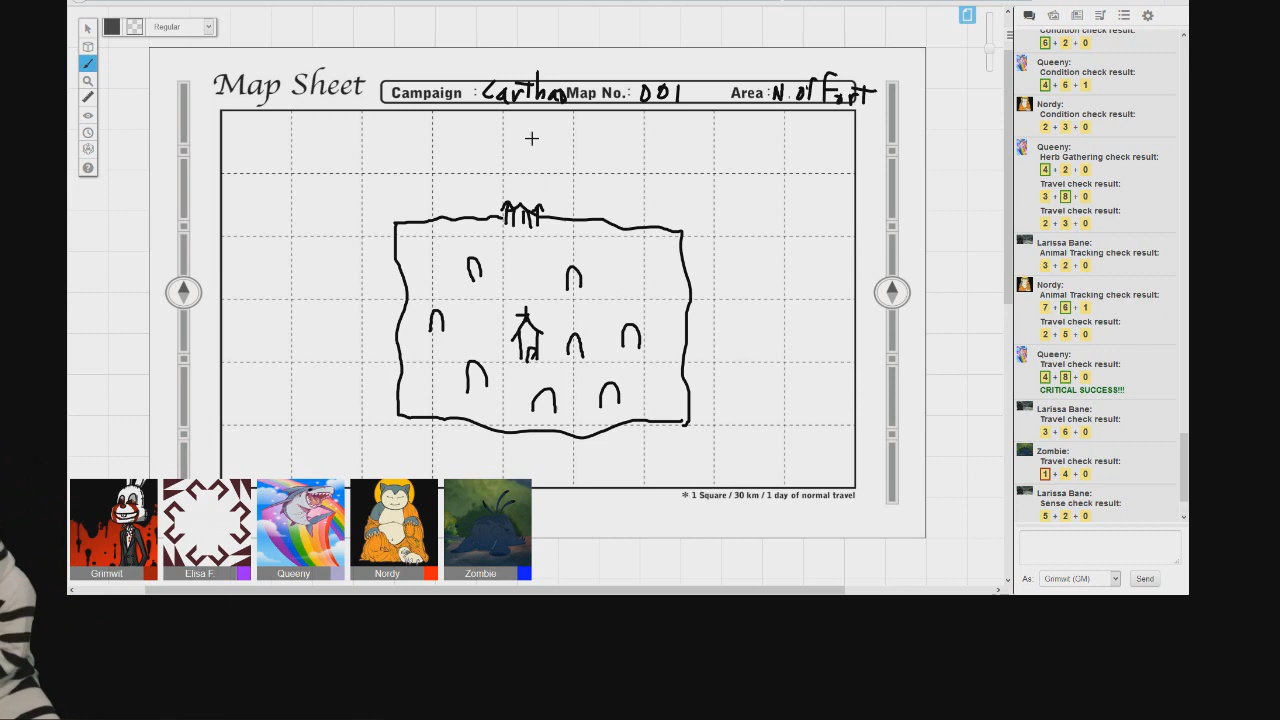 Regular
Map Sheet
Campaign : Carthao Map No.: 001 Area: N. of Fort
※ 1 Square / 30 km / 1 day of normal travel
Grimwit
Elisa F.
Queeny
Nordy
Zombie
Condition check result:
6 + 2 + 0
Queeny:
Condition check result:
4 + 6 + 1
Nordy:
Condition check result:
2 + 3 + 0
Queeny:
Herb Gathering check result:
4 + 2 + 0
Travel check result:
3 + 8 + 0
Travel check result:
2 + 3 + 0
Larissa Bane:
Animal Tracking check result:
3 + 2 + 0
Nordy:
Animal Tracking check result:
7 + 6 + 1
Travel check result:
2 + 5 + 0
Queeny:
Travel check result:
4 + 8 + 0
CRITICAL SUCCESS!!!
Larissa Bane:
Travel check result:
3 + 6 + 0
Zombie:
Travel check result:
1 + 4 + 0
Larissa Bane:
Sense check result:
5 + 2 + 0
As: Grimwit (GM) Send